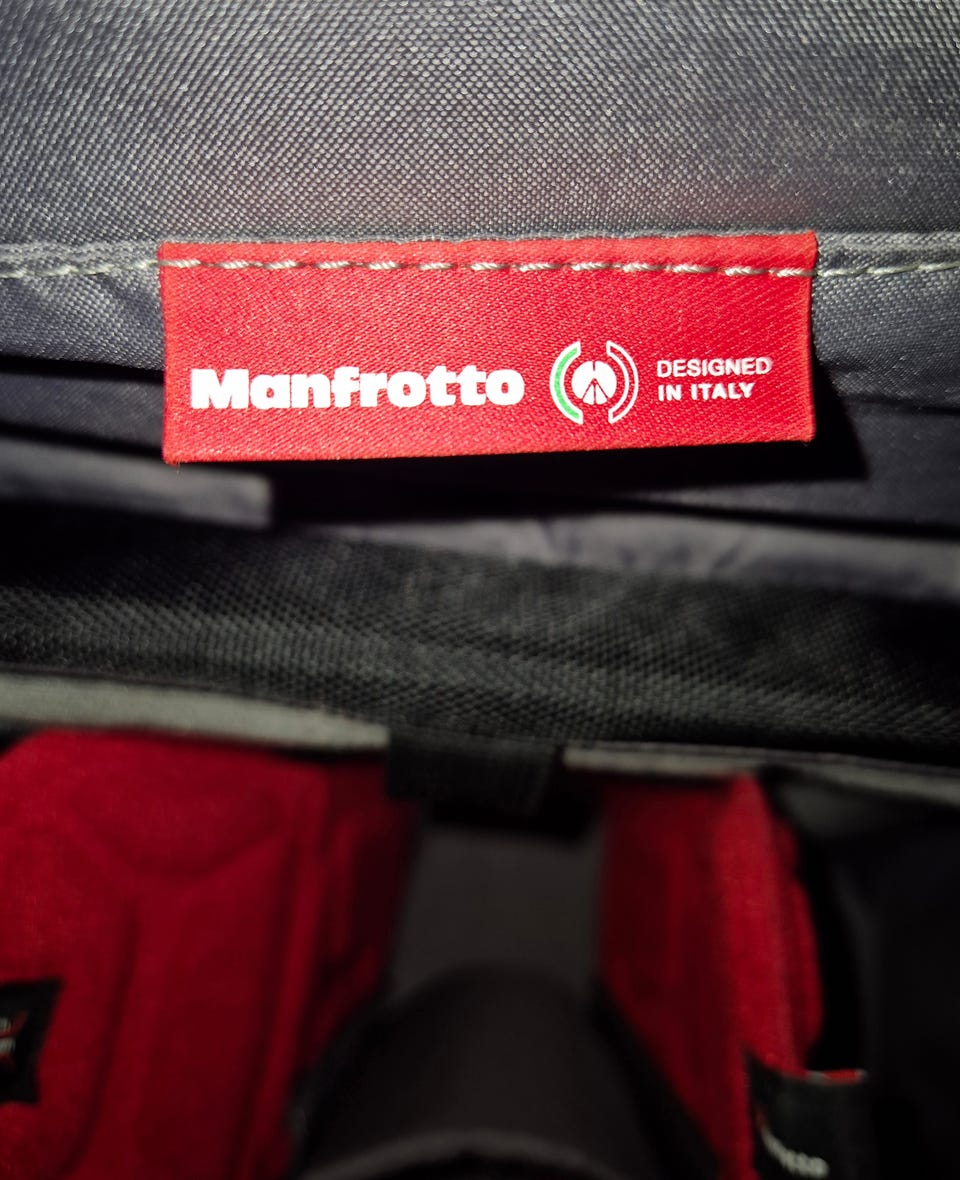 Manfrotto
DESIGNED
IN ITALY